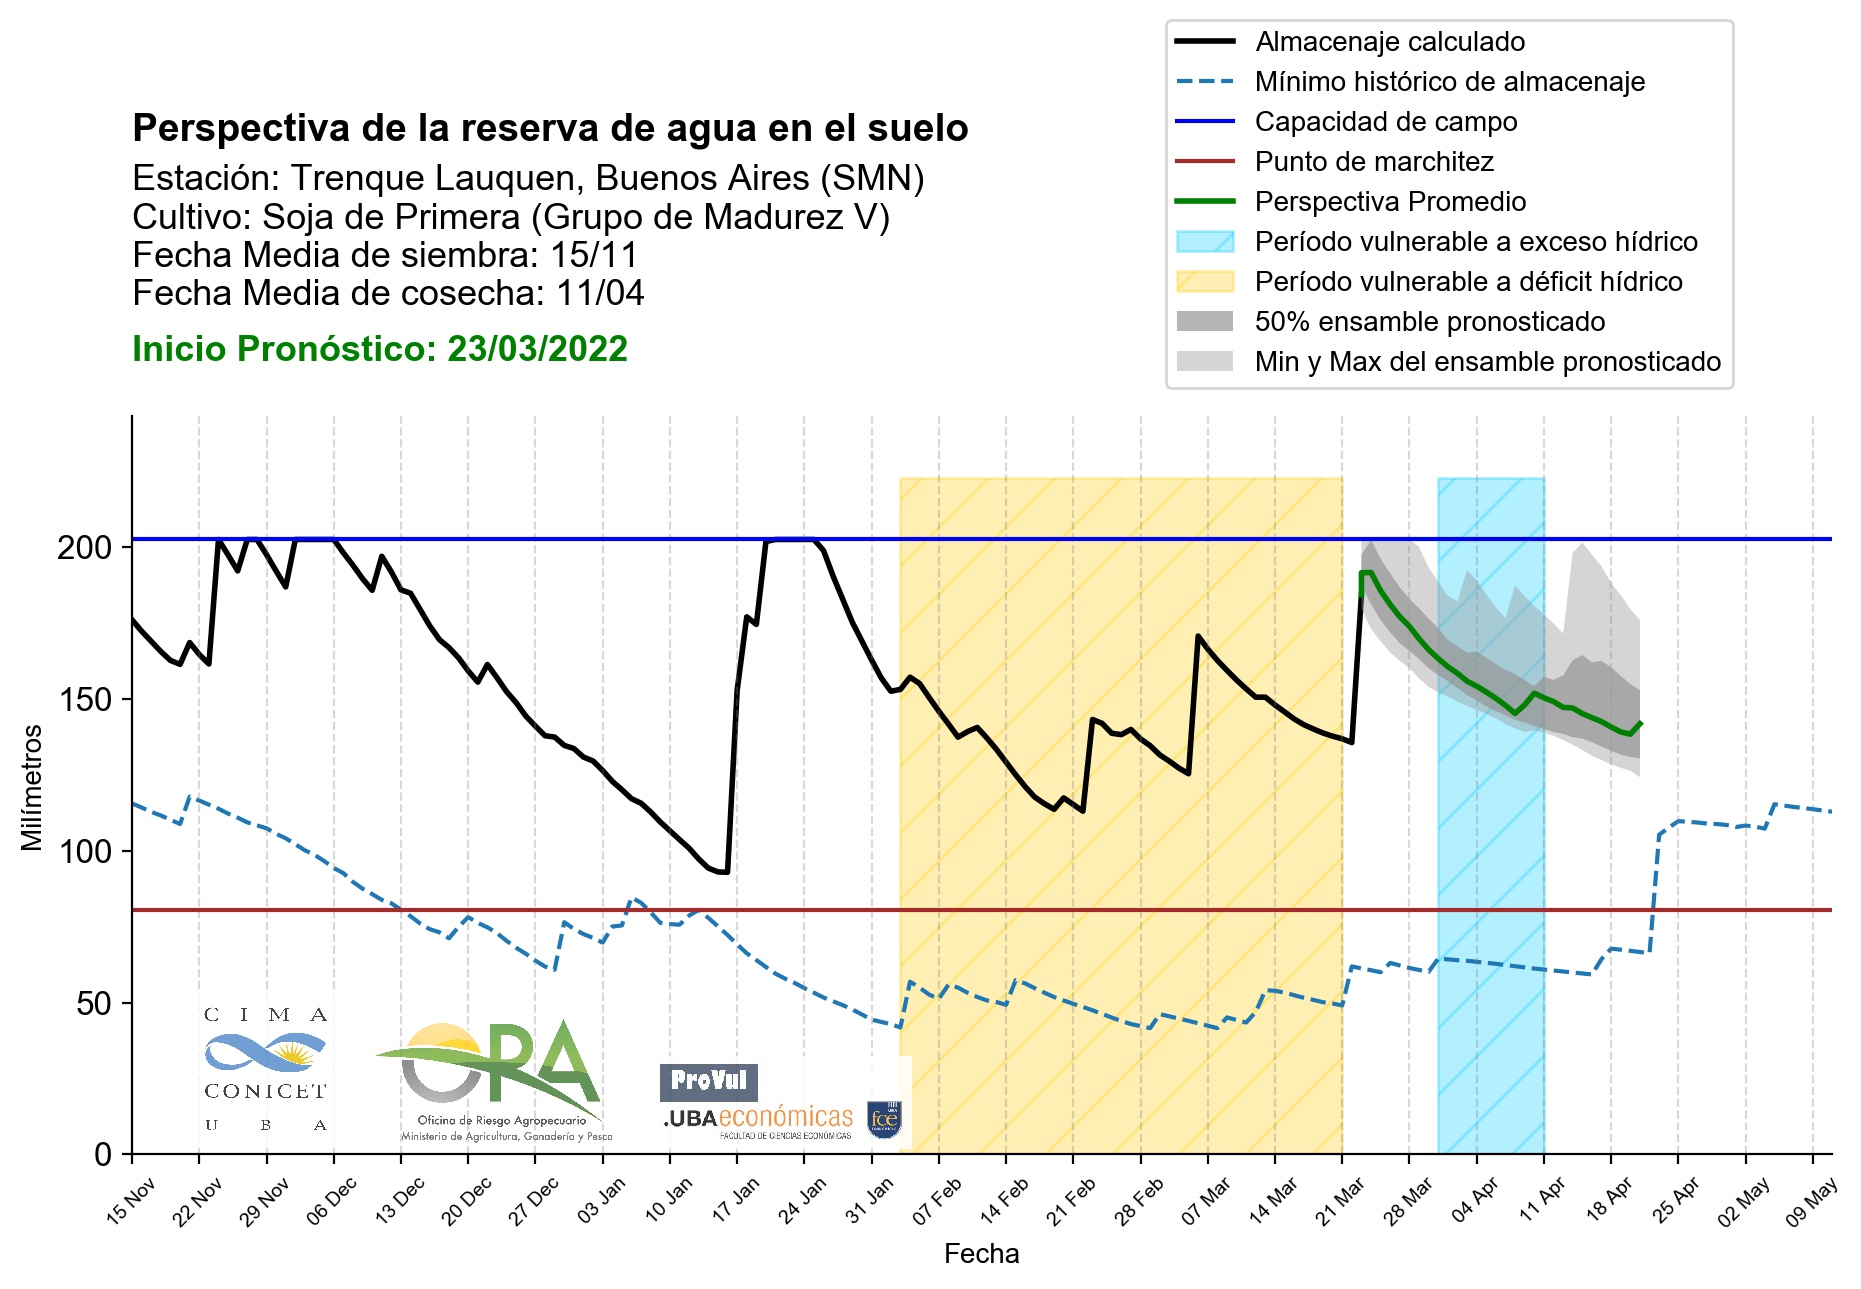 Almacenaje calculado
Mínimo histórico de almacenaje
Capacidad de campo
Punto de marchitez
Perspectiva Promedio
Período vulnerable a exceso hídrico
Período vulnerable a déficit hídrico
50% ensamble pronosticado
Min y Max del ensamble pronosticado
Perspectiva de la reserva de agua en el suelo
Estación: Trenque Lauquen, Buenos Aires (SMN)
Cultivo: Soja de Primera (Grupo de Madurez V)
Fecha Media de siembra: 15/11
Fecha Media de cosecha: 11/04
Inicio Pronóstico: 23/03/2022
Milímetros
200
150
100
50
0
C I M A
CONICET
U B A
ORA
Oficina de Riesgo Agropecuario
Ministerio de Agricultura, Ganadería y Pesca
ProVul
.UBAeconómicas
FACULTAD DE CIENCIAS ECONÓMICAS
UBA
fce
ECONÓMICAS
15 Nov
22 Nov
29 Nov
06 Dec
13 Dec
20 Dec
27 Dec
03 Jan
10 Jan
17 Jan
24 Jan
31 Jan
07 Feb
14 Feb
21 Feb
28 Feb
07 Mar
14 Mar
21 Mar
28 Mar
04 Apr
11 Apr
18 Apr
25 Apr
02 May
09 May
Fecha